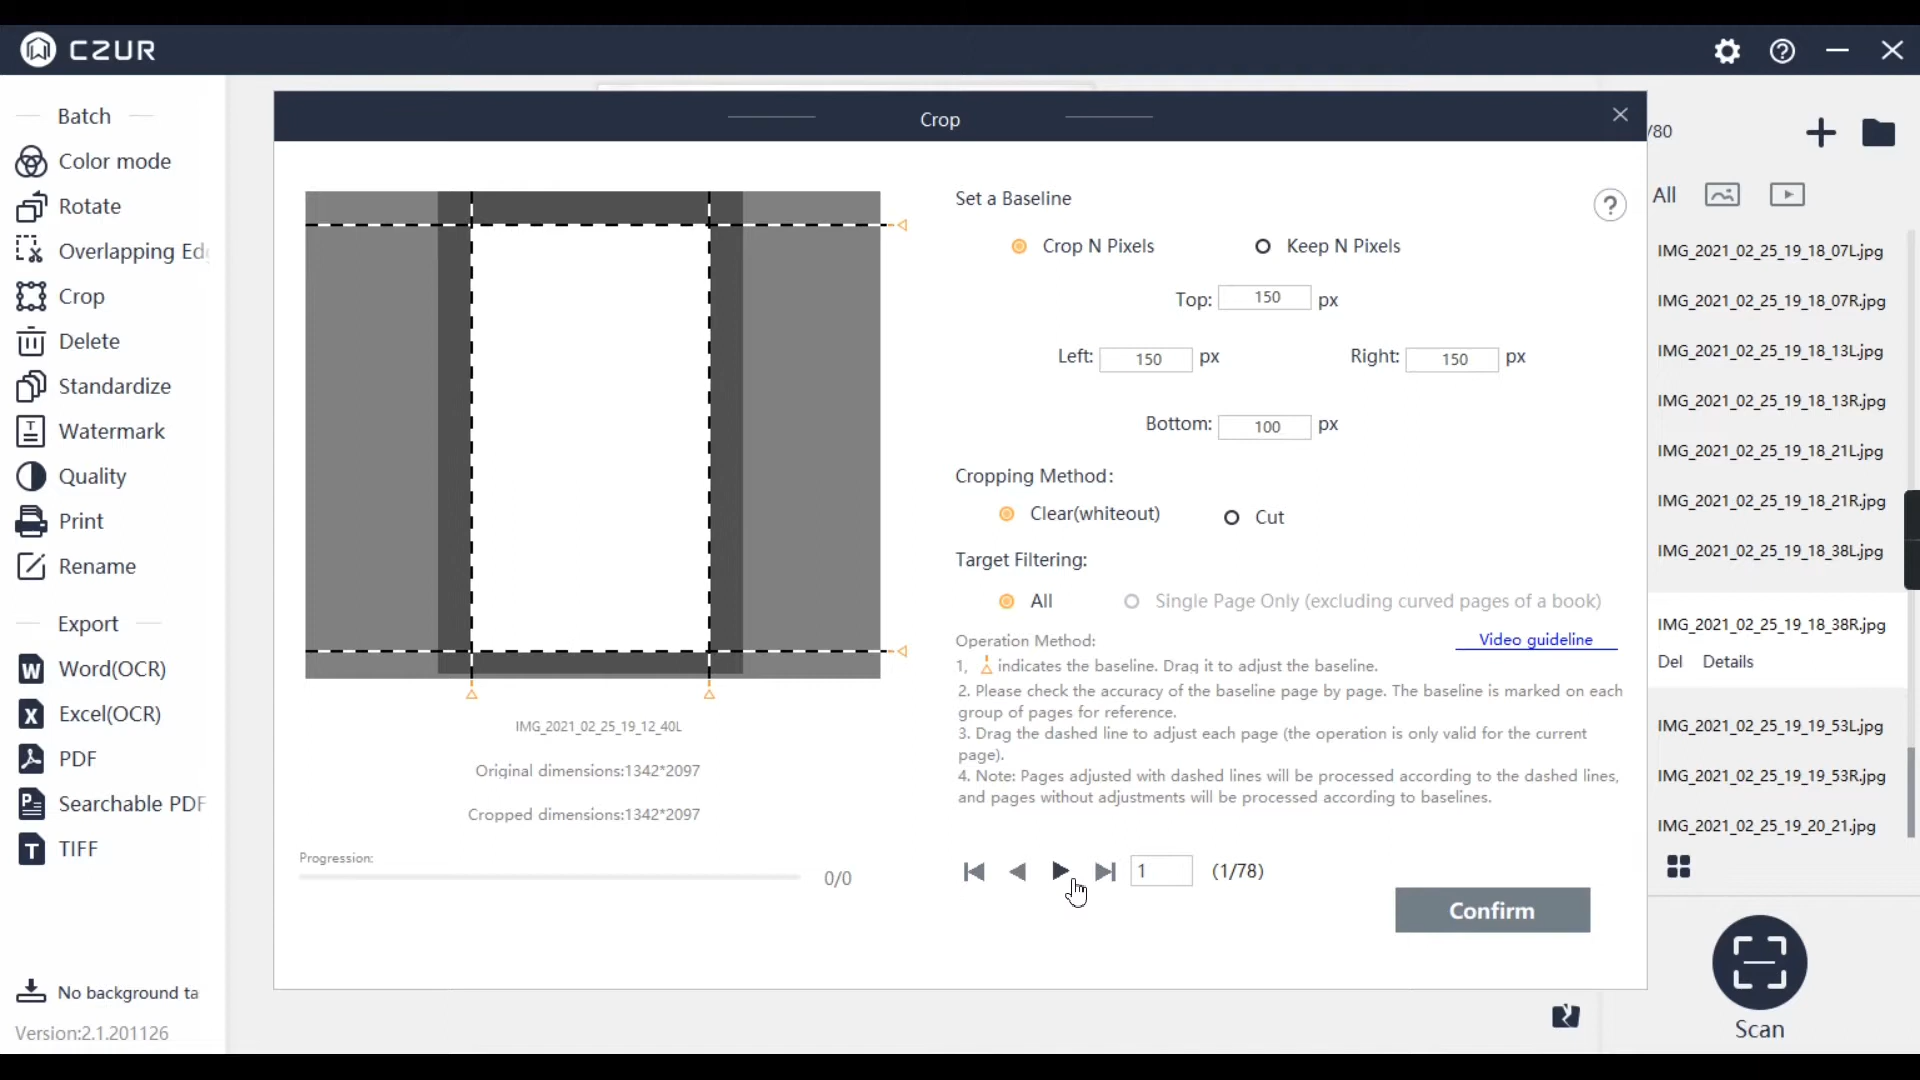 CZUR
Batch
Color mode
Rotate
Overlapping Ed
Crop
Delete
Standardize
Watermark
Quality
Print
Rename
Export
Word(OCR)
Excel(OCR)
PDF
Searchable PDF
TIFF
No background ta
Version:2.1.201126
Crop
Set a Baseline
?
Crop N Pixels
Keep N Pixels
Top: 150 px
Left: 150 px
Right: 150 px
Bottom: 100 px
Cropping Method:
Clear(whiteout)
Cut
Target Filtering:
All
Single Page Only (excluding curved pages of a book)
Operation Method:
Video guideline
1, indicates the baseline. Drag it to adjust the baseline.
2. Please check the accuracy of the baseline page by page. The baseline is marked on each
group of pages for reference.
3. Drag the dashed line to adjust each page (the operation is only valid for the current
page).
4. Note: Pages adjusted with dashed lines will be processed according to the dashed lines,
and pages without adjustments will be processed according to baselines.
IMG_2021_02_25_19_12_40L
Original dimensions:1342*2097
Cropped dimensions:1342*2097
Progression:
0/0
1
(1/78)
Confirm
/80
All
IMG_2021_02_25_19_18_07L.jpg
IMG_2021_02_25_19_18_07R.jpg
IMG_2021_02_25_19_18_13L.jpg
IMG_2021_02_25_19_18_13R.jpg
IMG_2021_02_25_19_18_21L.jpg
IMG_2021_02_25_19_18_21R.jpg
IMG_2021_02_25_19_18_38L.jpg
IMG_2021_02_25_19_18_38R.jpg
Del Details
IMG_2021_02_25_19_19_53L.jpg
IMG_2021_02_25_19_19_53R.jpg
IMG_2021_02_25_19_20_21.jpg
Scan